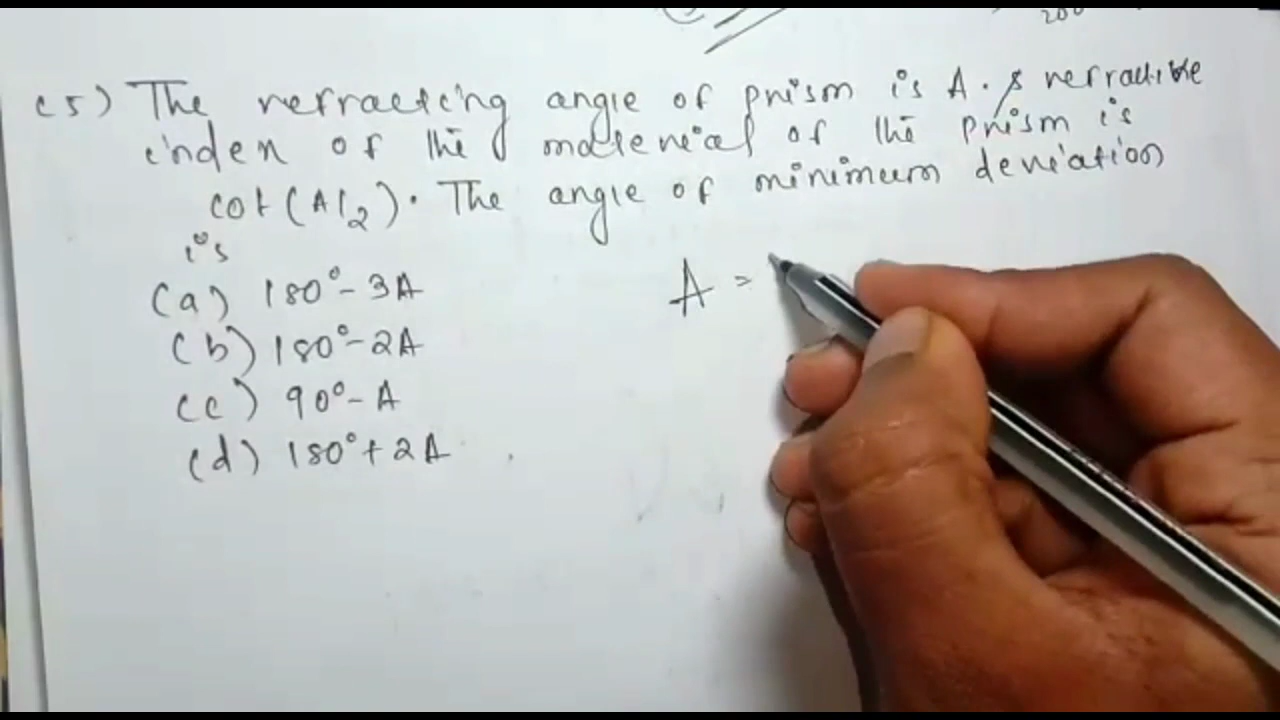 200
(5) The refracting angle of prism is A. & refractive
index of the material of the prism is
cot(A/2). The angle of minimum deviation
is
(a) 180°-3A
(b) 180°-2A
(c) 90°-A
(d) 180°+2A
A =